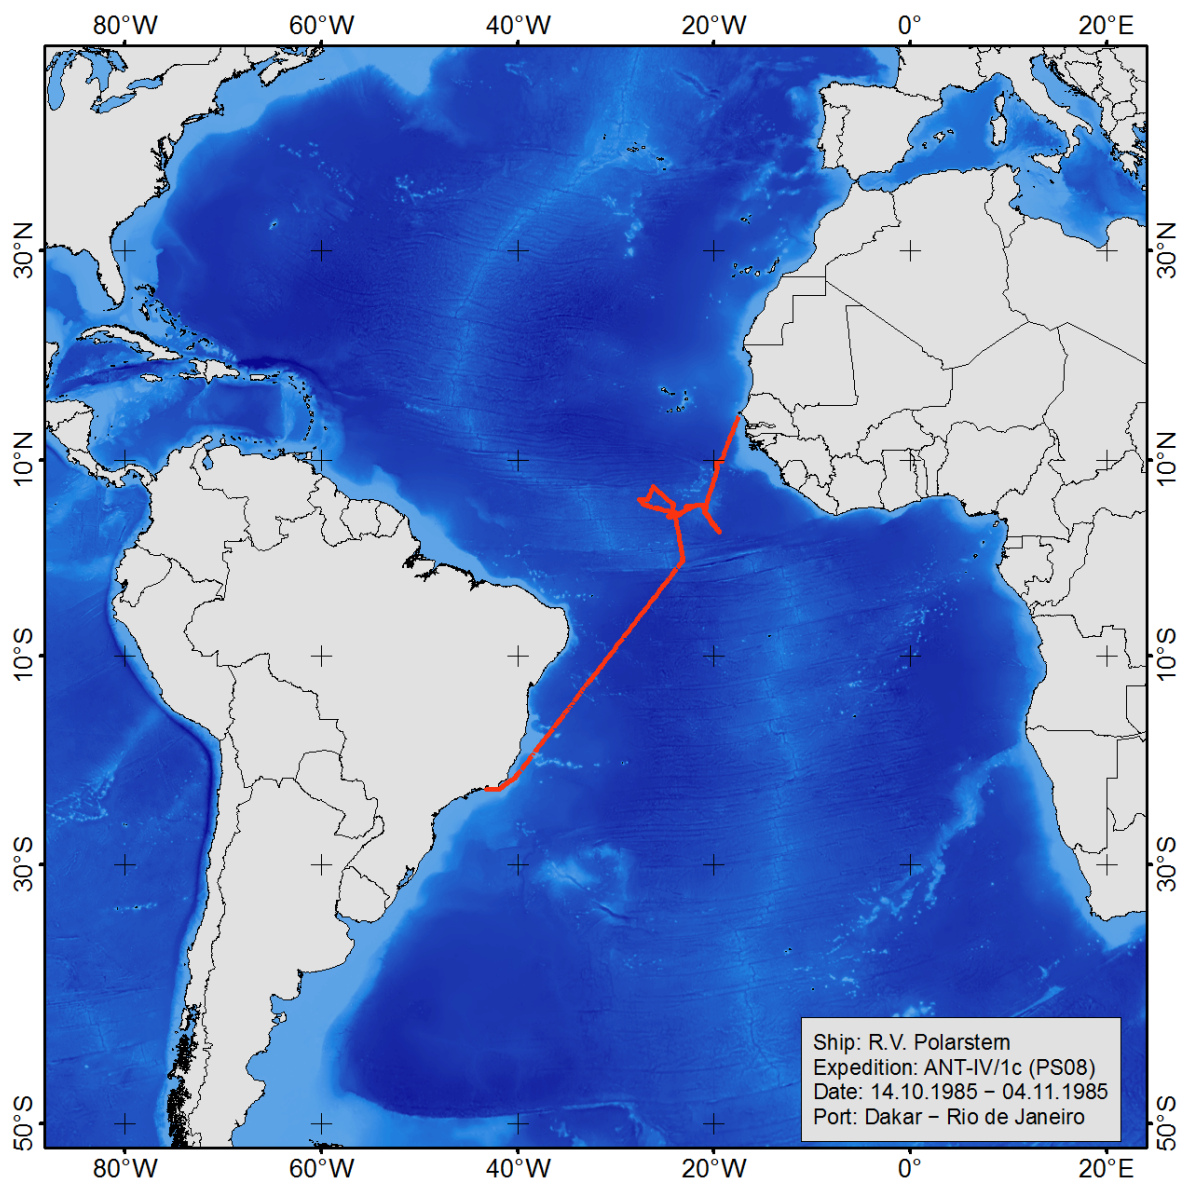 80°W 60°W 40°W 20°W 0° 20°E
30°N 30°N
10°N 10°N
10°S 10°S
30°S 30°S
Ship: R.V. Polarstern
Expedition: ANT-IV/1c (PS08)
Date: 14.10.1985 – 04.11.1985
Port: Dakar – Rio de Janeiro
50°S 50°S
80°W 60°W 40°W 20°W 0° 20°E